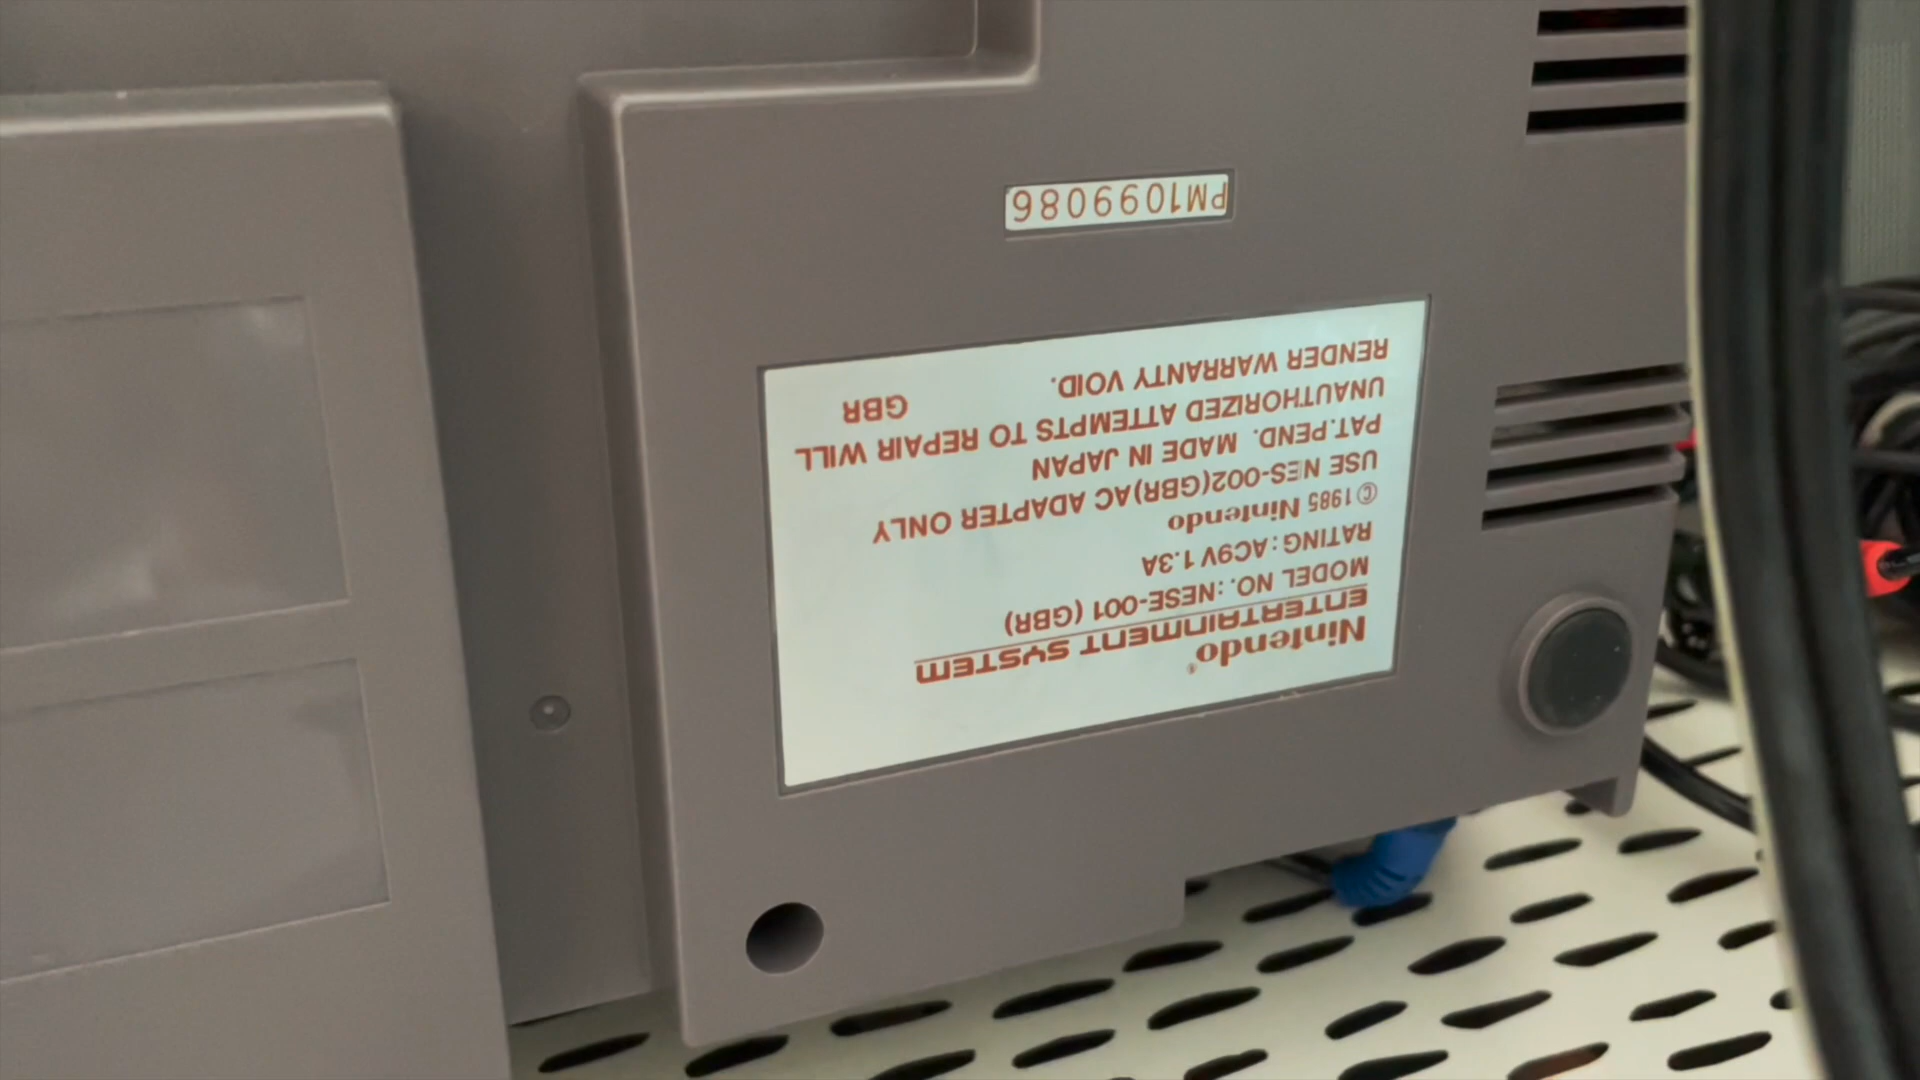 Nintendo®
ENTERTAINMENT SYSTEM
MODEL NO.: NESE-001 (GBR)
RATING: AC9V 1.3A
©1985 Nintendo
USE NES-002(GBR)AC ADAPTER ONLY
PAT.PEND. MADE IN JAPAN
UNAUTHORIZED ATTEMPTS TO REPAIR WILL
RENDER WARRANTY VOID. GBR
PM1099086